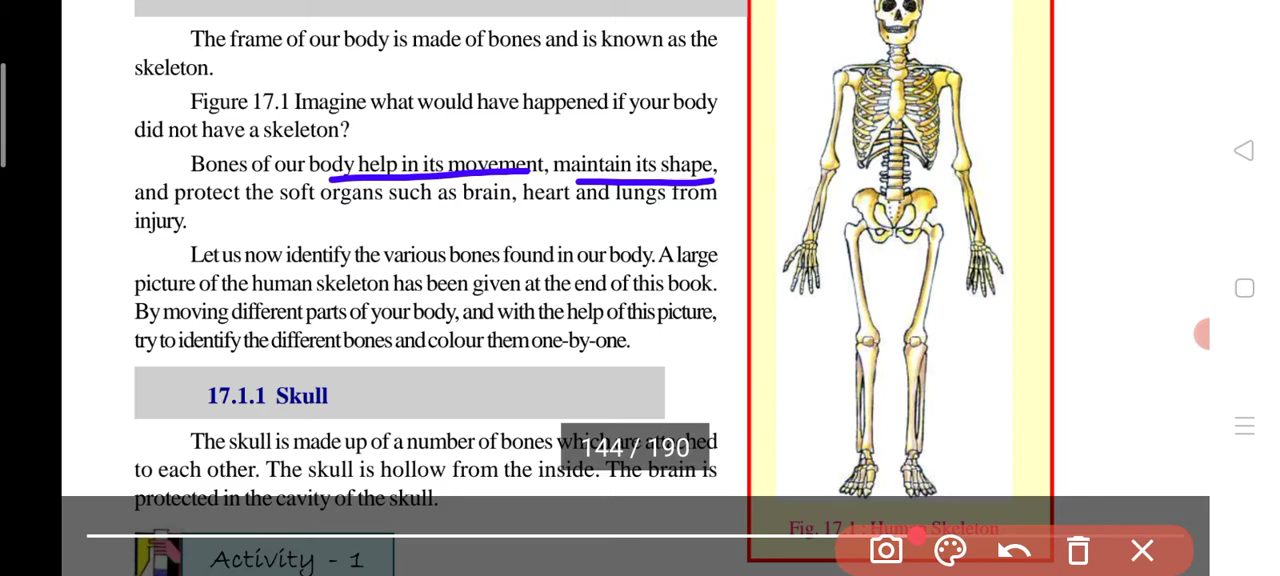 The frame of our body is made of bones and is known as the
skeleton.
Figure 17.1 Imagine what would have happened if your body
did not have a skeleton?
Bones of our body help in its movement, maintain its shape,
and protect the soft organs such as brain, heart and lungs from
injury.
Let us now identify the various bones found in our body. A large
picture of the human skeleton has been given at the end of this book.
By moving different parts of your body, and with the help of this picture,
try to identify the different bones and colour them one-by-one.
17.1.1 Skull
The skull is made up of a number of bones which are attached
144 / 190
to each other. The skull is hollow from the inside. The brain is
protected in the cavity of the skull.
Fig. 17.1: Human Skeleton
Activity - 1